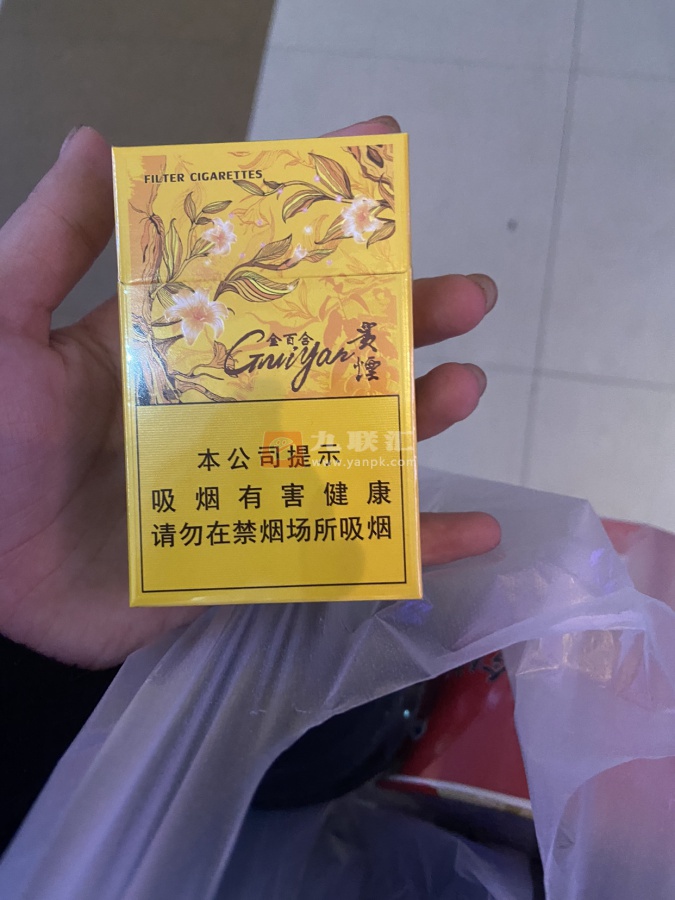 FILTER CIGARETTES
金百合
GuiYan
贵烟
九联汇
www.yanpk.com
本公司提示
吸烟有害健康
请勿在禁烟场所吸烟